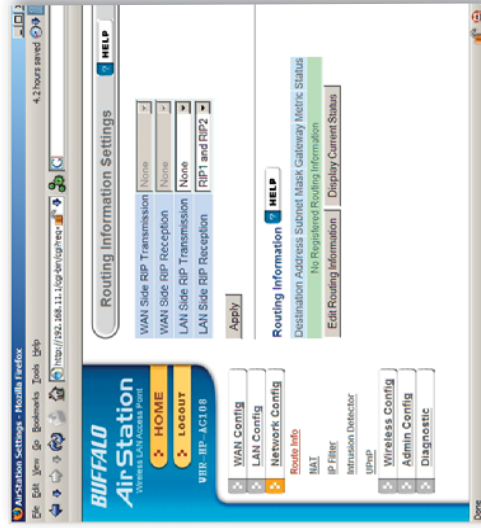 AirStation Settings - Mozilla Firefox
File Edit View Go Bookmarks Tools Help
4.2 hours saved
http://192.168.11.1/cgi-bin/cgi?req=
BUFFALO
AirStation
Wireless LAN Access Point
HOME
LOGOUT
WHR-HP-AG108
WAN Config
LAN Config
Network Config
Route Info
NAT
IP Filter
Intrusion Detector
UPnP
Wireless Config
Admin Config
Diagnostic
Routing Information Settings
HELP
WAN Side RIP Transmission None
WAN Side RIP Reception None
LAN Side RIP Transmission None
LAN Side RIP Reception RIP1 and RIP2
Apply
Routing Information HELP
Destination Address Subnet Mask Gateway Metric Status
No Registered Routing Information
Edit Routing Information Display Current Status
Done